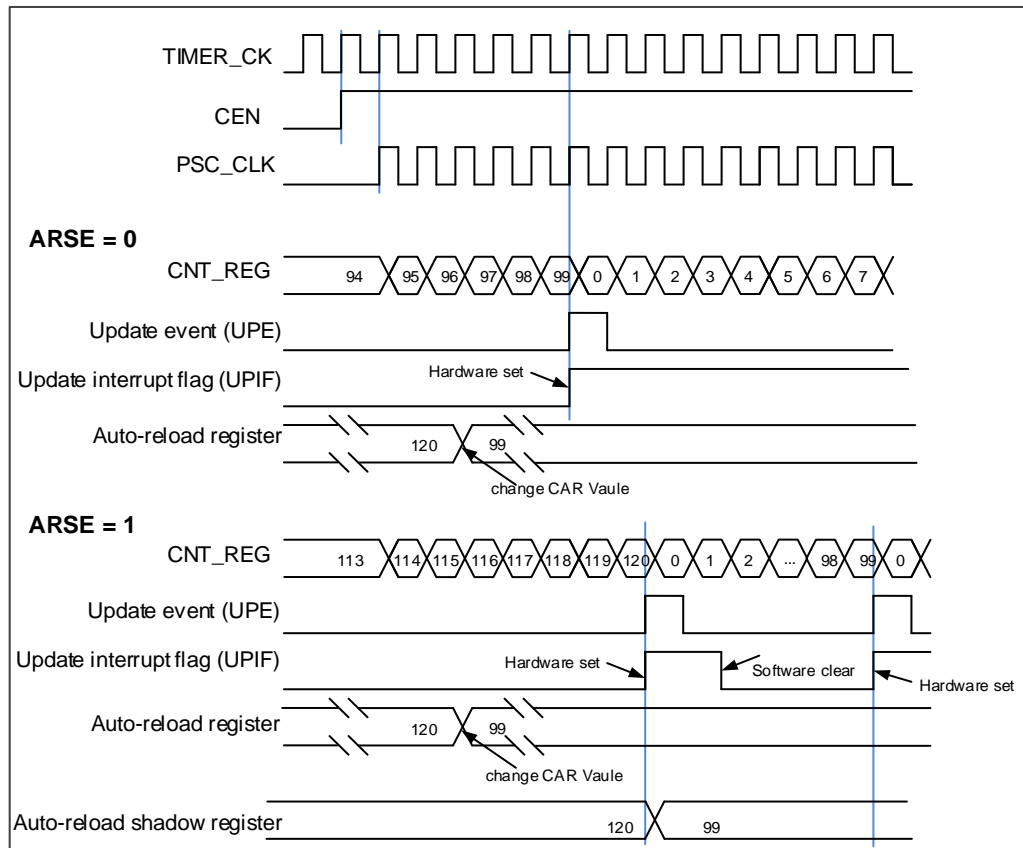 TIMER_CK
CEN
PSC_CLK
ARSE = 0
CNT_REG 94 95 96 97 98 99 0 1 2 3 4 5 6 7
Update event (UPE)
Update interrupt flag (UPIF) Hardware set
Auto-reload register 120 99
change CAR Vaule
ARSE = 1
CNT_REG 113 114 115 116 117 118 119 120 0 1 2 ... 98 99 0
Update event (UPE)
Update interrupt flag (UPIF) Hardware set Software clear Hardware set
Auto-reload register 120 99
change CAR Vaule
Auto-reload shadow register 120 99